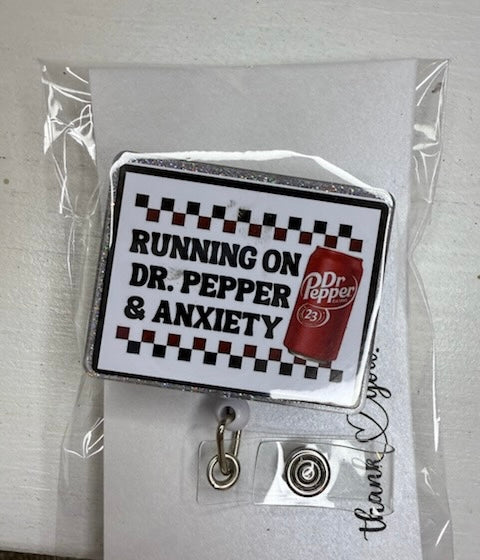 RUNNING ON
DR. PEPPER
& ANXIETY
Dr
Pepper
23
thank you.